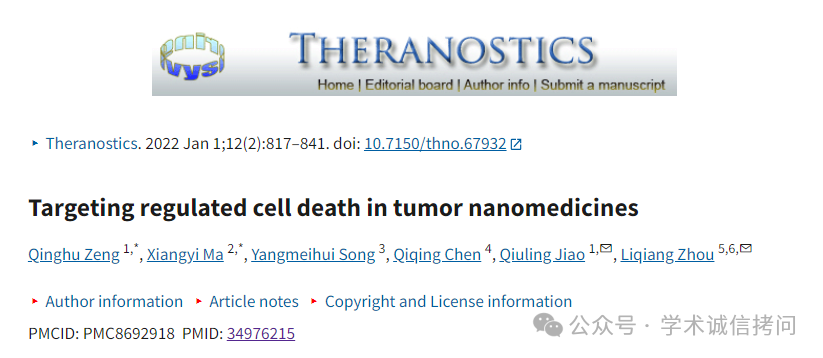 ivyspring
THERANOSTICS
Home | Editorial board | Author info | Submit a manuscript
‣ Theranostics. 2022 Jan 1;12(2):817–841. doi: 10.7150/thno.67932
Targeting regulated cell death in tumor nanomedicines
Qinghu Zeng 1,*, Xiangyi Ma 2,*, Yangmeihui Song 3, Qiqing Chen 4, Qiuling Jiao 1,✉, Liqiang Zhou 5,6,✉
‣ Author information ‣ Article notes ‣ Copyright and License information
PMCID: PMC8692918 PMID: 34976215
公众号 · 学术诚信拷问